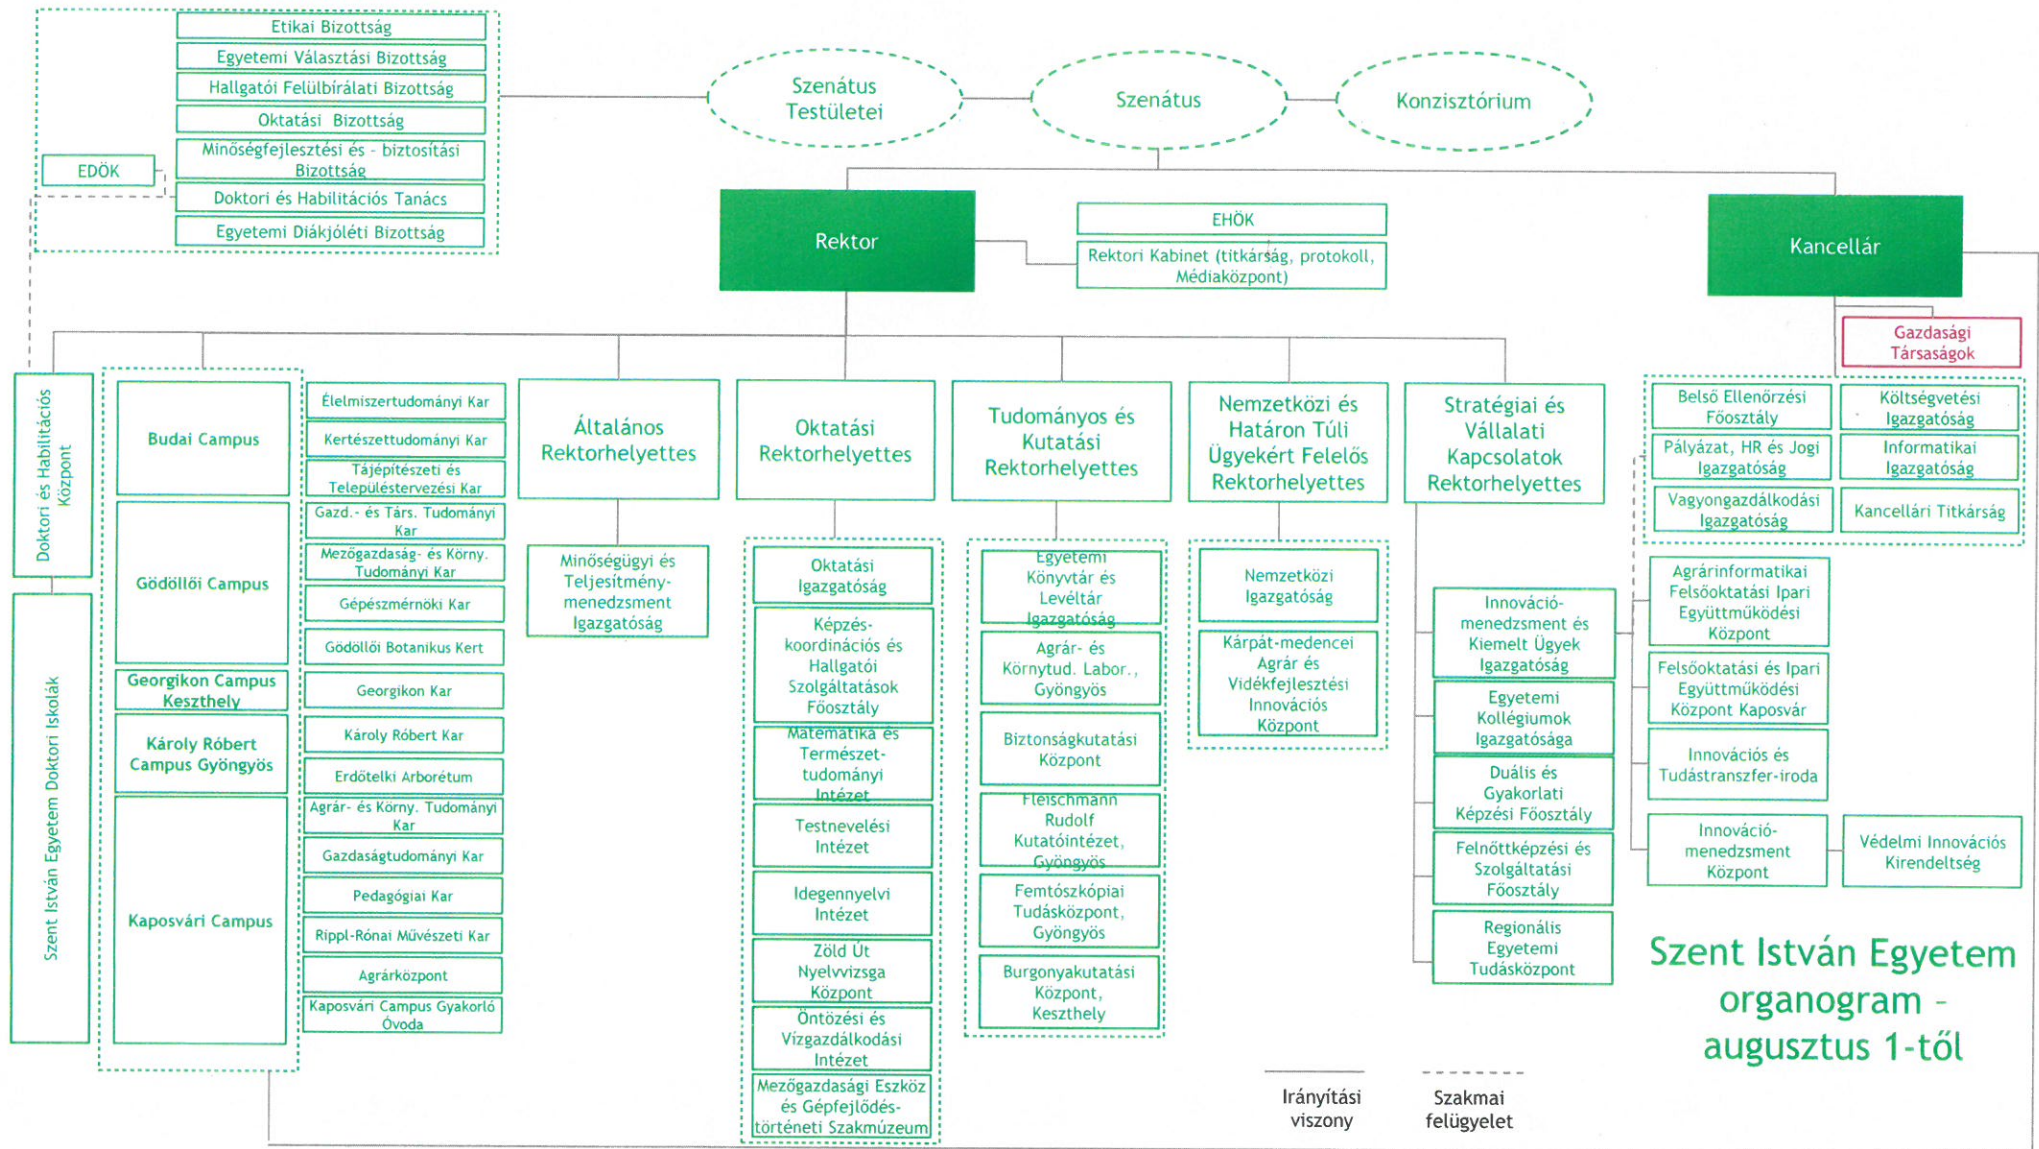 Etikai Bizottság
Egyetemi Választási Bizottság
Hallgatói Felülbírálati Bizottság
Oktatási Bizottság
Minőségfejlesztési és - biztosítási
Bizottság
Doktori és Habilitációs Tanács
Egyetemi Diákjóléti Bizottság
EDÖK
Szenátus
Testületei
Szenátus
Konzisztórium
Rektor
EHÖK
Rektori Kabinet (titkárság, protokoll,
Médiaközpont)
Kancellár
Gazdasági
Társaságok
Doktori és Habilitációs
Központ
Szent István Egyetem Doktori Iskolák
Budai Campus
Gödöllői Campus
Georgikon Campus
Keszthely
Károly Róbert
Campus Gyöngyös
Kaposvári Campus
Élelmiszertudományi Kar
Kertészettudományi Kar
Tájépítészeti és
Településtervezési Kar
Gazd.- és Társ. Tudományi
Kar
Mezőgazdaság- és Körny.
Tudományi Kar
Gépészmérnöki Kar
Gödöllői Botanikus Kert
Georgikon Kar
Károly Róbert Kar
Erdőtelki Arborétum
Agrár- és Körny. Tudományi
Kar
Gazdaságtudományi Kar
Pedagógiai Kar
Rippl-Rónai Művészeti Kar
Agrárközpont
Kaposvári Campus Gyakorló
Óvoda
Általános
Rektorhelyettes
Minőségügyi és
Teljesítmény-
menedzsment
Igazgatóság
Oktatási
Rektorhelyettes
Oktatási
Igazgatóság
Képzés-
koordinációs és
Hallgatói
Szolgáltatások
Főosztály
Matematika és
Természet-
tudományi
Intézet
Testnevelési
Intézet
Idegennyelvi
Intézet
Zöld Út
Nyelvvizsga
Központ
Öntözési és
Vízgazdálkodási
Intézet
Mezőgazdasági Eszköz
és Gépfejlődés-
történeti Szakmúzeum
Tudományos és
Kutatási
Rektorhelyettes
Egyetemi
Könyvtár és
Levéltár
Igazgatóság
Agrár- és
Környtud. Labor.,
Gyöngyös
Biztonságkutatási
Központ
Fleischmann
Rudolf
Kutatóintézet,
Gyöngyös
Femtószkópiai
Tudásközpont,
Gyöngyös
Burgonyakutatási
Központ,
Keszthely
Nemzetközi és
Határon Túli
Ügyekért Felelős
Rektorhelyettes
Nemzetközi
Igazgatóság
Kárpát-medencei
Agrár és
Vidékfejlesztési
Innovációs
Központ
Stratégiai és
Vállalati
Kapcsolatok
Rektorhelyettes
Innováció-
menedzsment és
Kiemelt Ügyek
Igazgatóság
Egyetemi
Kollégiumok
Igazgatósága
Duális és
Gyakorlati
Képzési Főosztály
Felnőttképzési és
Szolgáltatási
Főosztály
Regionális
Egyetemi
Tudásközpont
Belső Ellenőrzési
Főosztály
Költségvetési
Igazgatóság
Pályázat, HR és Jogi
Igazgatóság
Informatikai
Igazgatóság
Vagyongazdálkodási
Igazgatóság
Kancellári Titkárság
Agrárinformatikai
Felsőoktatási Ipari
Együttműködési
Központ
Felsőoktatási és Ipari
Együttműködési
Központ Kaposvár
Innovációs és
Tudástranszfer-iroda
Innováció-
menedzsment
Központ
Védelmi Innovációs
Kirendeltség
Szent István Egyetem
organogram -
augusztus 1-től
Irányítási
viszony
Szakmai
felügyelet